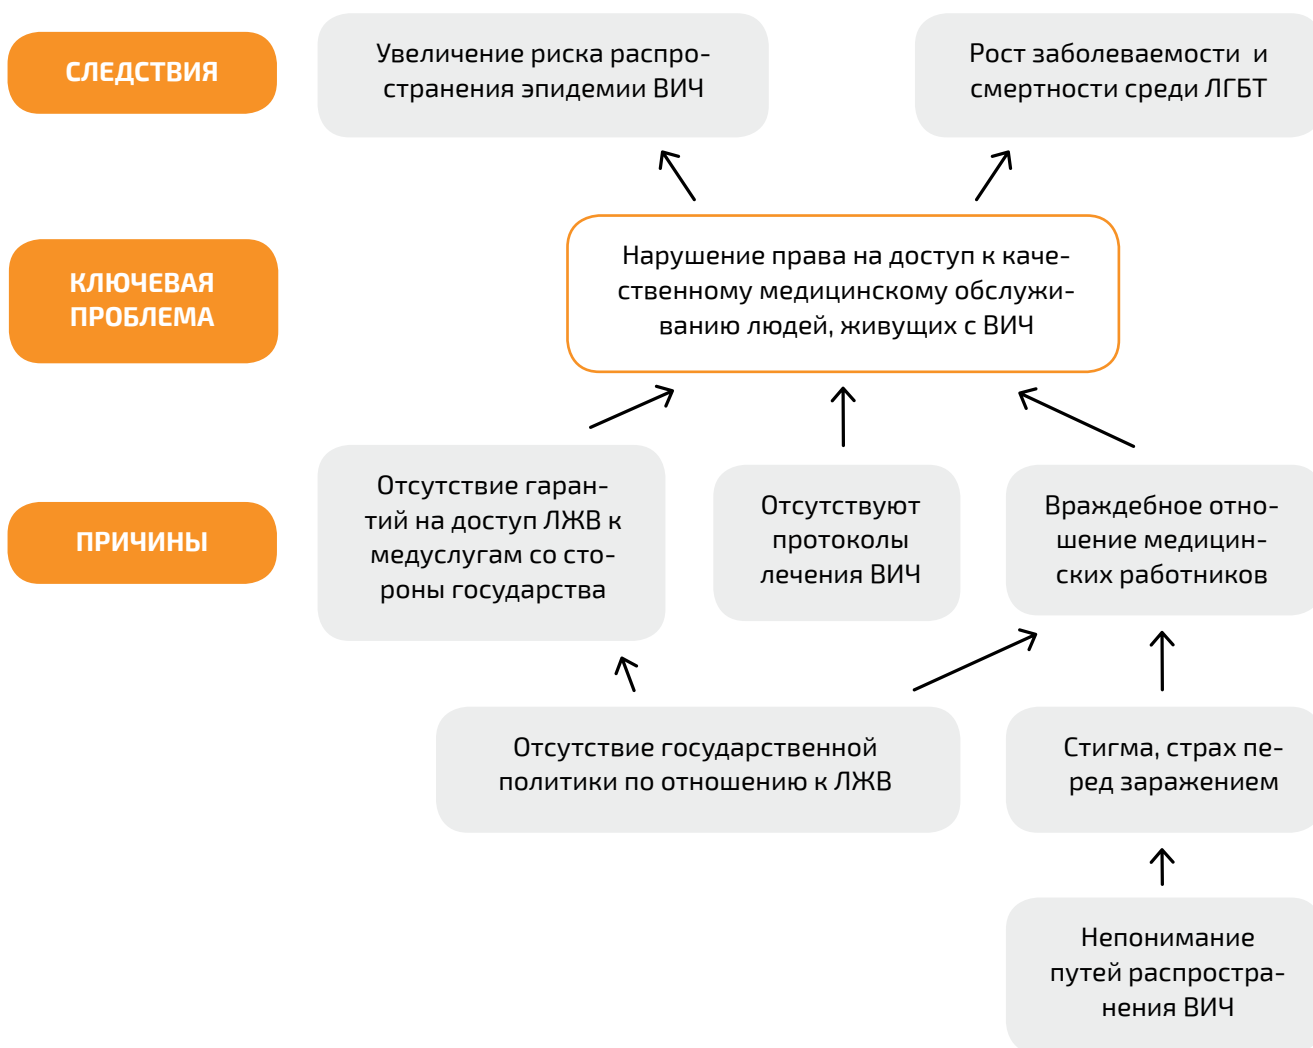 СЛЕДСТВИЯ
Увеличение риска распро-
странения эпидемии ВИЧ
Рост заболеваемости и
смертности среди ЛГБТ
КЛЮЧЕВАЯ
ПРОБЛЕМА
Нарушение права на доступ к каче-
ственному медицинскому обслужи-
ванию людей, живущих с ВИЧ
ПРИЧИНЫ
Отсутствие гаран-
тий на доступ ЛЖВ к
медуслугам со сто-
роны государства
Отсутствуют
протоколы
лечения ВИЧ
Враждебное отно-
шение медицин-
ских работников
Отсутствие государственной
политики по отношению к ЛЖВ
Стигма, страх пе-
ред заражением
Непонимание
путей распростра-
нения ВИЧ